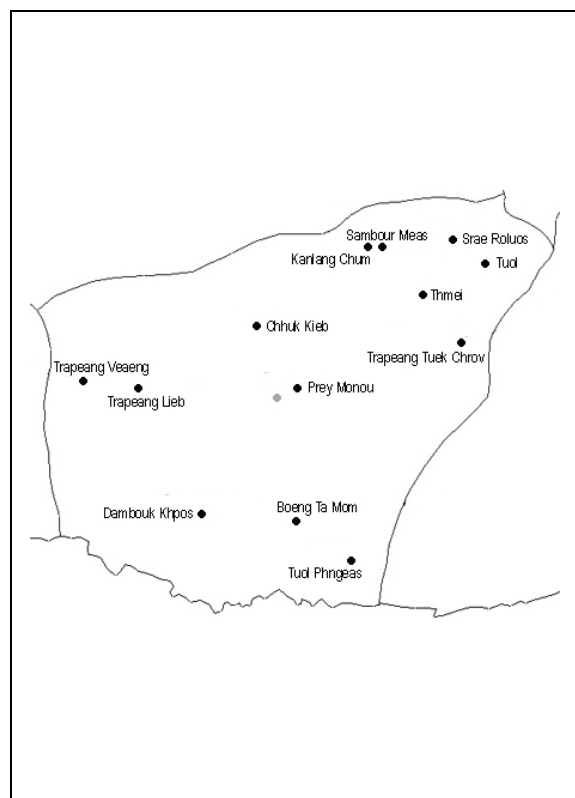 Sambour Meas
Srae Roluos
Kanlang Chum
Tuol
Thmei
Chhuk Kieb
Trapeang Tuek Chrov
Trapeang Veaeng
Prey Monou
Trapeang Lieb
Boeng Ta Mom
Dambouk Khpos
Tuol Phngeas